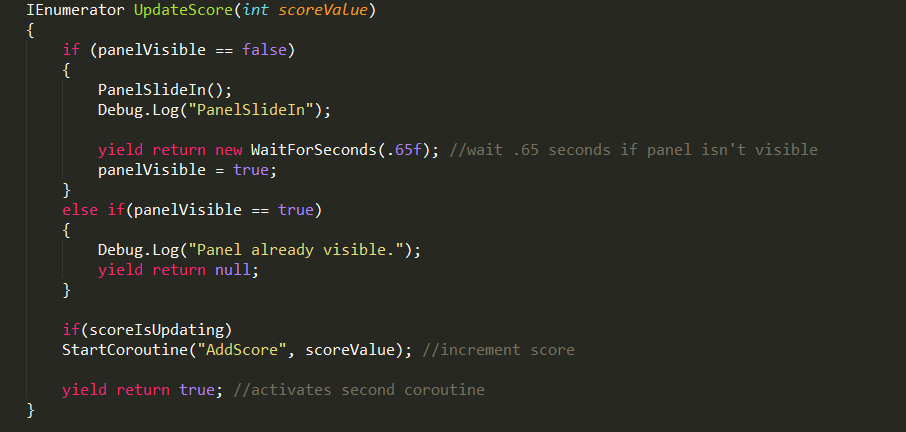 IEnumerator UpdateScore(int scoreValue)
{
if (panelVisible == false)
{
PanelSlideIn();
Debug.Log("PanelSlideIn");
yield return new WaitForSeconds(.65f); //wait .65 seconds if panel isn't visible
panelVisible = true;
}
else if(panelVisible == true)
{
Debug.Log("Panel already visible.");
yield return null;
}
if(scoreIsUpdating)
StartCoroutine("AddScore", scoreValue); //increment score
yield return true; //activates second coroutine
}